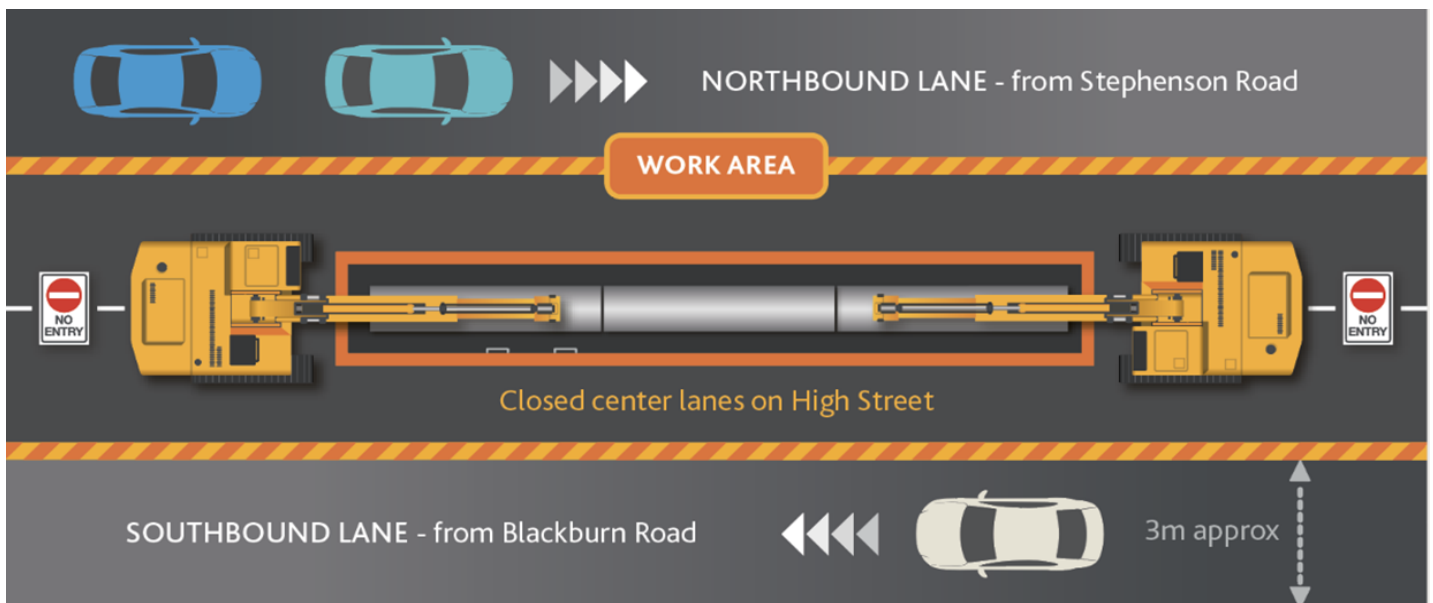 NORTHBOUND LANE - from Stephenson Road
WORK AREA
NO
ENTRY
NO
ENTRY
Closed center lanes on High Street
SOUTHBOUND LANE - from Blackburn Road
3m approx